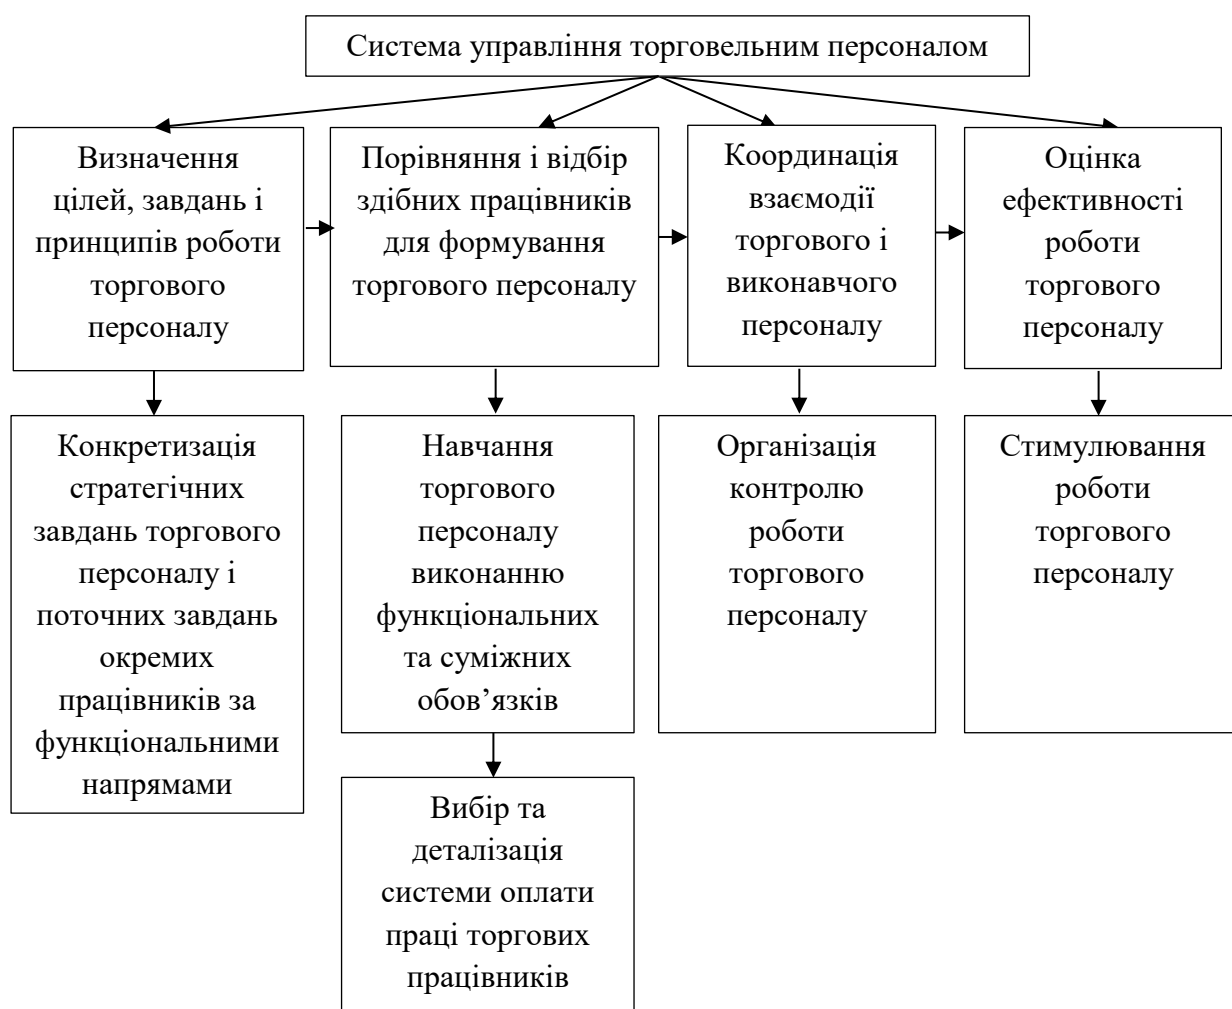 Система управління торговельним персоналом
Визначення
цілей, завдань і
принципів роботи
торгового
персоналу
Порівняння і відбір
здібних працівників
для формування
торгового персоналу
Координація
взаємодії
торгового і
виконавчого
персоналу
Оцінка
ефективності
роботи
торгового
персоналу
Конкретизація
стратегічних
завдань торгового
персоналу і
поточних завдань
окремих
працівників за
функціональними
напрямами
Навчання
торгового
персоналу
виконанню
функціональних
та суміжних
обов’язків
Організація
контролю
роботи
торгового
персоналу
Стимулювання
роботи
торгового
персоналу
Вибір та
деталізація
системи оплати
праці торгових
працівників